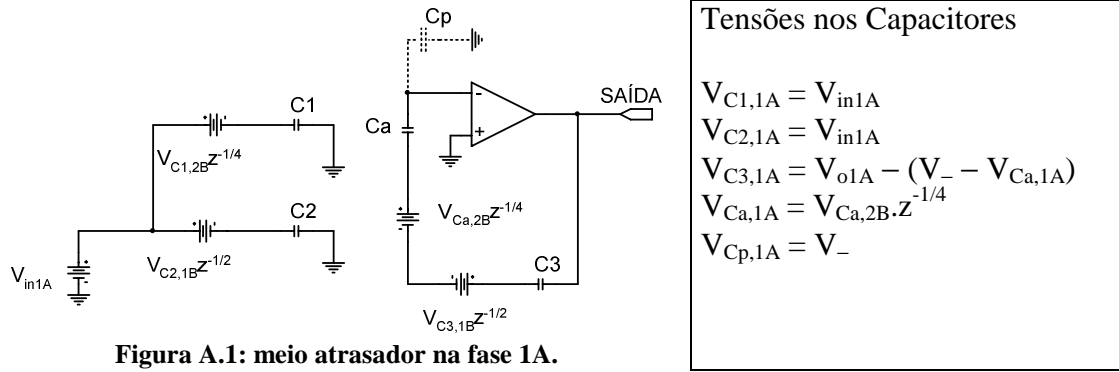 Cp
SAÍDA
C1
Ca
-
+
V_{C1,2B}z^{-1/4}
C2
V_{Ca,2B}z^{-1/4}
V_{C2,1B}z^{-1/2}
V_{in1A}
C3
V_{C3,1B}z^{-1/2}
Figura A.1: meio atrasador na fase 1A.
Tensões nos Capacitores
V_{C1,1A} = V_{in1A}
V_{C2,1A} = V_{in1A}
V_{C3,1A} = V_{o1A} – (V_– – V_{Ca,1A})
V_{Ca,1A} = V_{Ca,2B}.z^{-1/4}
V_{Cp,1A} = V_–